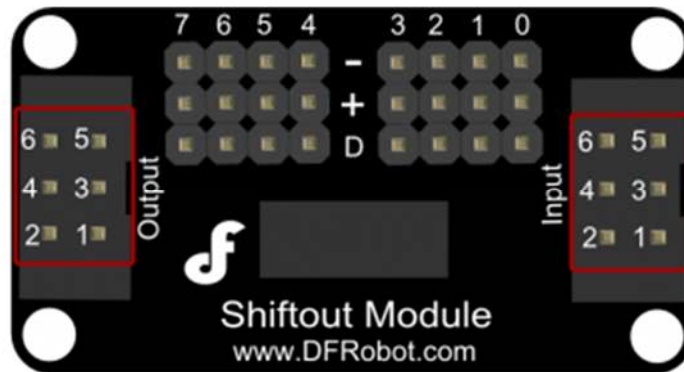 7 6 5 4 3 2 1 0
-
+
D
6 5
4 3
2 1
Output
Input
6 5
4 3
2 1
Shiftout Module
www.DFRobot.com